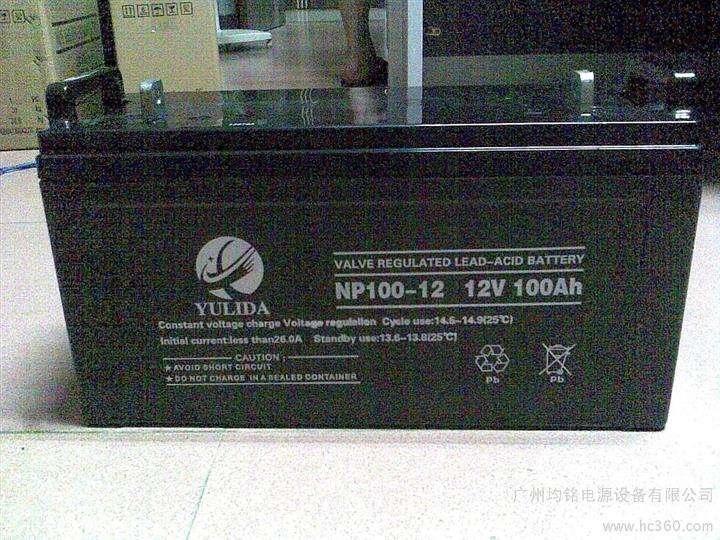 YULIDA
VALVE REGULATED LEAD-ACID BATTERY
NP100-12 12V 100Ah
Constant voltage charge Voltage regulation Cycle use:14.6-14.9(25℃)
Initial current:less than26.0A Standby use:13.6-13.8(25℃)
CAUTION:
★AVOID SHORT CIRCUIT
★DO NOT CHARGE IN A SEALED CONTAINER
Pb
Pb
广州均铭电源设备有限公司
www.hc360.com